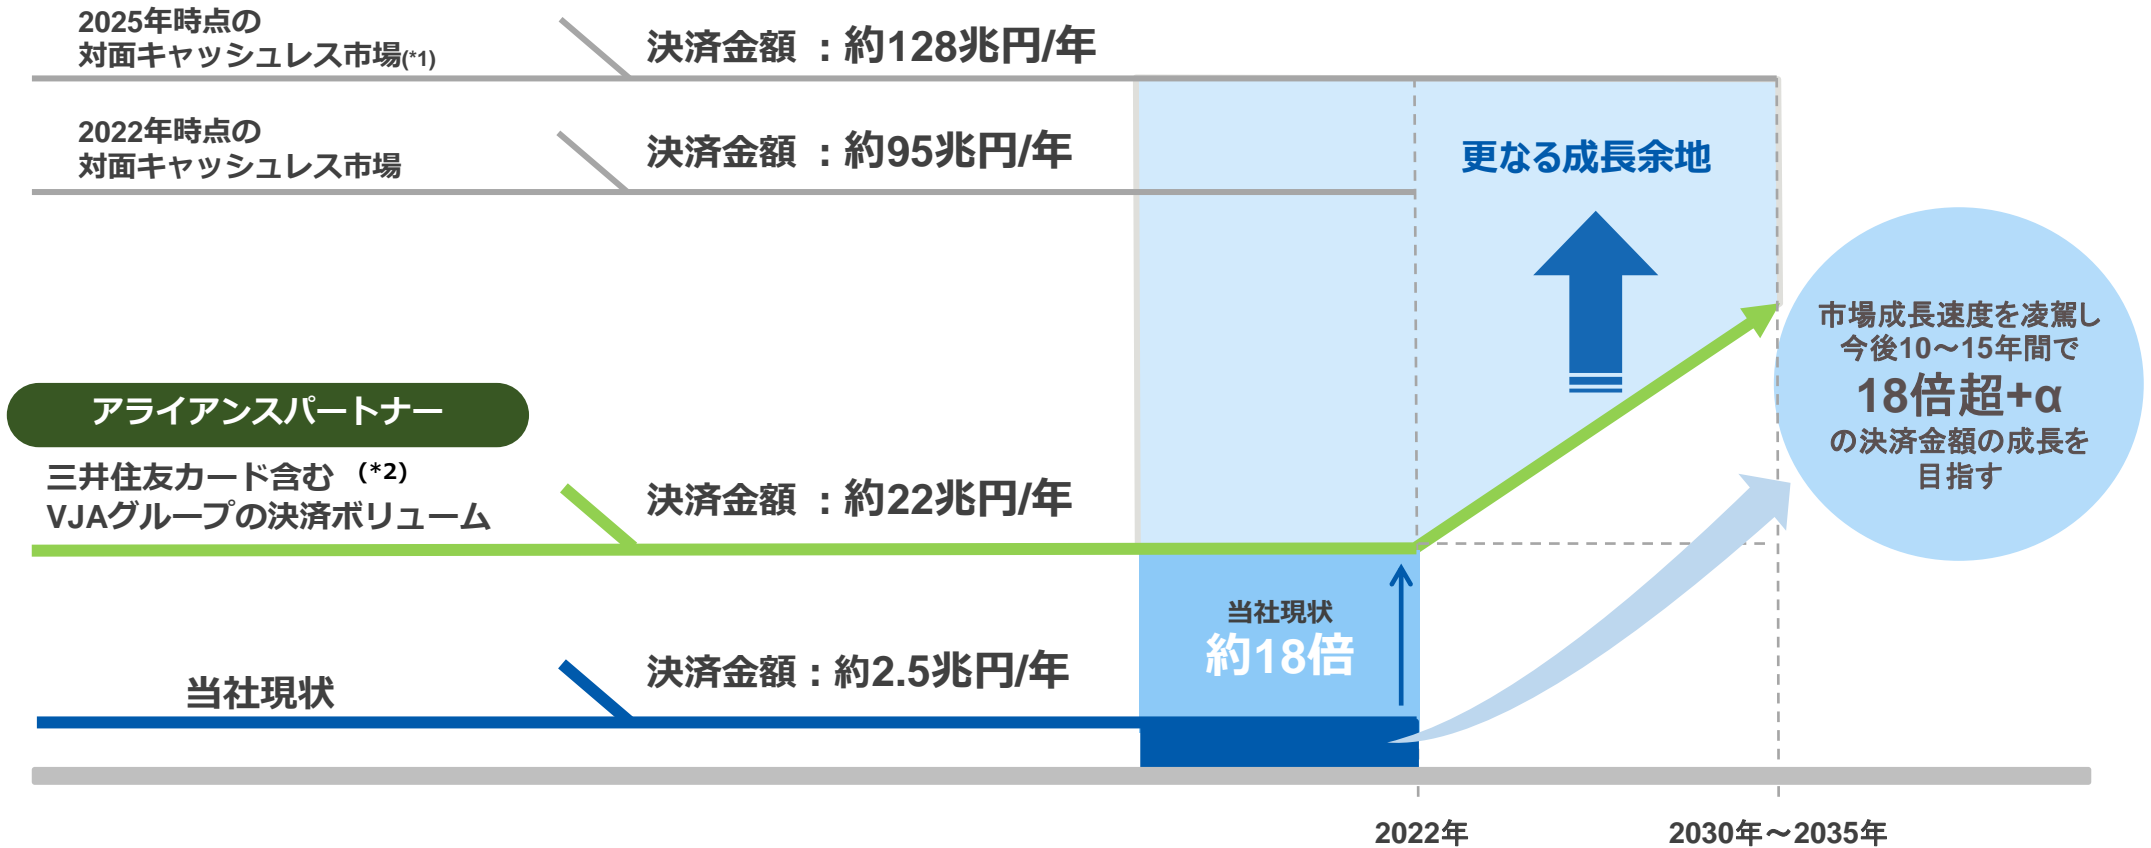 2025年時点の
対面キャッシュレス市場(*1)
決済金額 ：約128兆円/年
2022年時点の
対面キャッシュレス市場
決済金額 ：約95兆円/年
更なる成長余地
市場成長速度を凌駕し
今後10～15年間で
18倍超+α
の決済金額の成長を
目指す
アライアンスパートナー
三井住友カード含む （*2）
VJAグループの決済ボリューム
決済金額 ：約22兆円/年
当社現状
約18倍
当社現状
決済金額：約2.5兆円/年
2022年
2030年～2035年